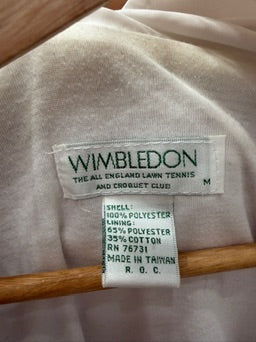 WIMBLEDON
THE ALL ENGLAND LAWN TENNIS
AND CROQUET CLUB
M
SHELL:
100% POLYESTER
LINING:
65% POLYESTER
35% COTTON
RN 76731
MADE IN TAIWAN
R. O. C.